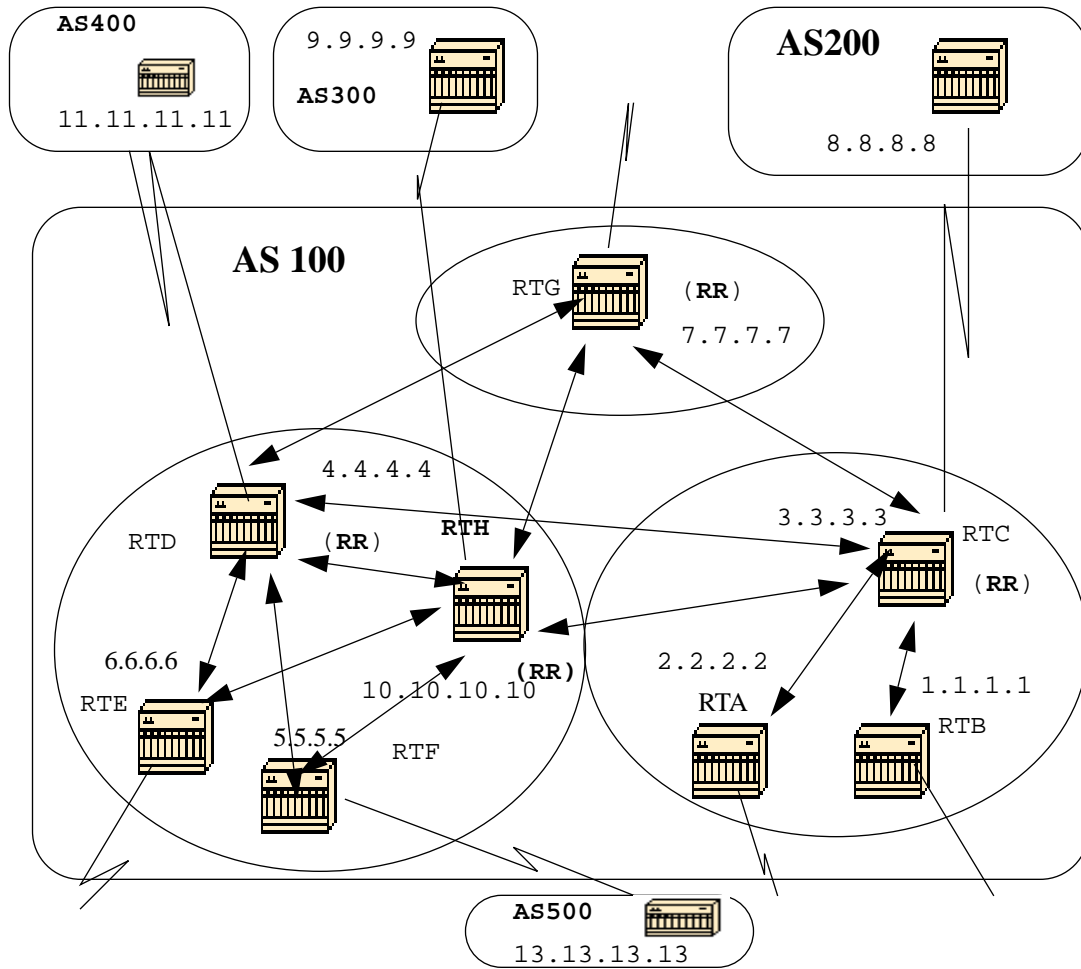 AS400
11.11.11.11
9.9.9.9
AS300
AS200
8.8.8.8
AS 100
RTG
(RR)
7.7.7.7
4.4.4.4
RTD
(RR)
RTH
3.3.3.3
RTC
(RR)
6.6.6.6
RTE
10.10.10.10
(RR)
5.5.5.5
RTF
2.2.2.2
RTA
1.1.1.1
RTB
AS500
13.13.13.13